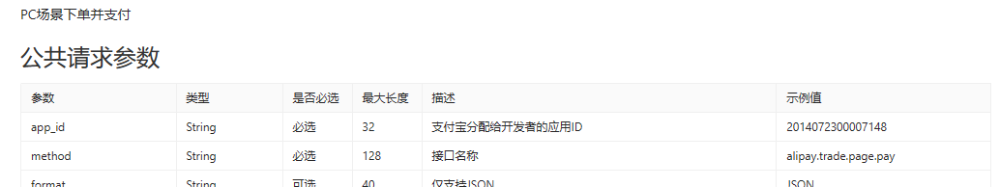 PC场景下单并支付
公共请求参数
参数 类型 是否必选 最大长度 描述 示例值
app_id String 必选 32 支付宝分配给开发者的应用ID 2014072300007148
method String 必选 128 接口名称 alipay.trade.page.pay
format String 可选 40 仅支持JSON JSON